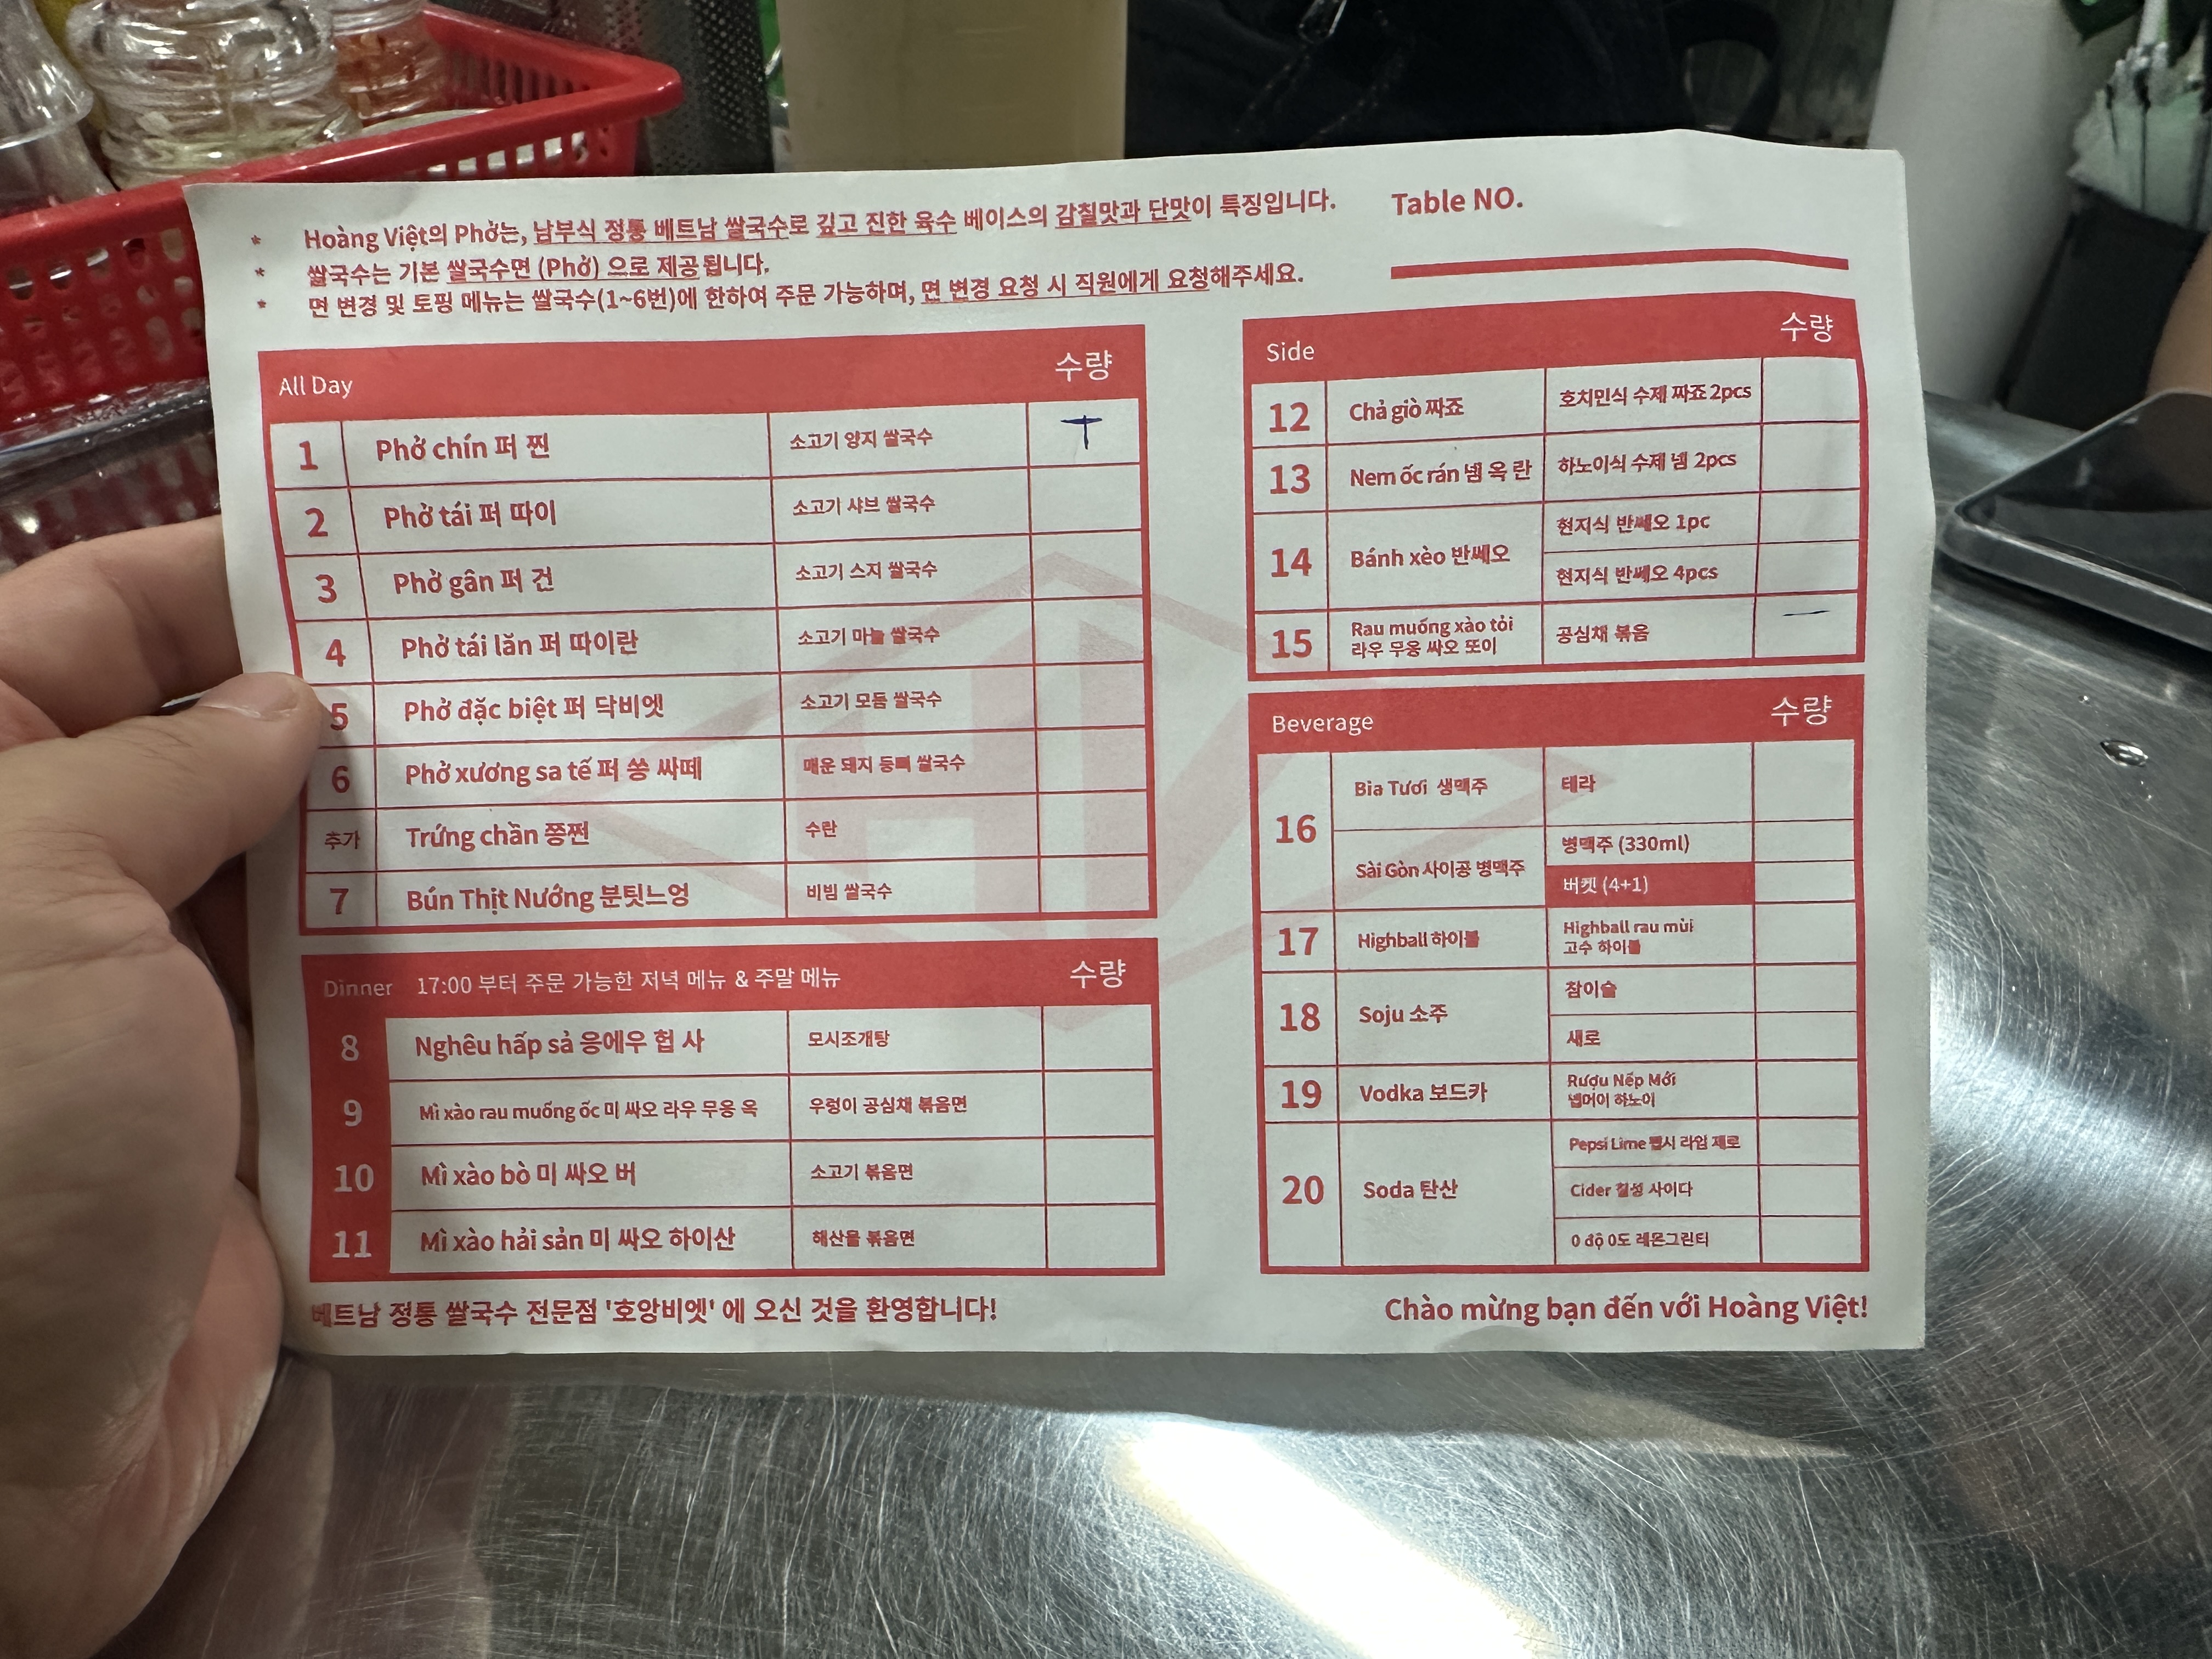 * Hoàng Việt의 Phở는, 남부식 정통 베트남 쌀국수로 깊고 진한 육수 베이스의 감칠맛과 단맛이 특징입니다.
* 쌀국수는 기본 쌀국수면 (Phở) 으로 제공됩니다.
* 면 변경 및 토핑 메뉴는 쌀국수(1~6번)에 한하여 주문 가능하며, 면 변경 요청 시 직원에게 요청해주세요.
Table NO.
All Day 수량
1 Phở chín 퍼 찐 소고기 양지 쌀국수 ㅜ
2 Phở tái 퍼 따이 소고기 샤브 쌀국수
3 Phở gân 퍼 건 소고기 스지 쌀국수
4 Phở tái lăn 퍼 따이란 소고기 마늘 쌀국수
5 Phở đặc biệt 퍼 닥비엣 소고기 모듬 쌀국수
6 Phở xương sa tế 퍼 쏭 싸떼 매운 돼지 등뼈 쌀국수
추가 Trứng chần 쯩쩐 수란
7 Bún Thịt Nướng 분팃느엉 비빔 쌀국수
Dinner 17:00 부터 주문 가능한 저녁 메뉴 & 주말 메뉴 수량
8 Nghêu hấp sả 응에우 헙 사 모시조개탕
9 Mì xào rau muống ốc 미 싸오 라우 무옹 옥 우렁이 공심채 볶음면
10 Mì xào bò 미 싸오 버 소고기 볶음면
11 Mì xào hải sản 미 싸오 하이산 해산물 볶음면
베트남 정통 쌀국수 전문점 '호앙비엣' 에 오신 것을 환영합니다!
Side 수량
12 Chả giò 짜죠 호치민식 수제 짜죠 2pcs
13 Nem ốc rán 넴 옥 란 하노이식 수제 넴 2pcs
14 Bánh xèo 반쎄오 현지식 반쎄오 1pc
현지식 반쎄오 4pcs
15 Rau muống xào tỏi 공심채 볶음 一
라우 무옹 싸오 또이
Beverage 수량
16 Bia Tươi 생맥주 테라
Sài Gòn 사이공 병맥주 병맥주 (330ml)
버켓 (4+1)
17 Highball 하이볼 Highball rau mùi
고수 하이볼
18 Soju 소주 참이슬
새로
19 Vodka 보드카 Rượu Nếp Mới
넵머이 하노이
20 Soda 탄산 Pepsi Lime 펩시 라임 제로
Cider 칠성 사이다
0 độ 0도 레몬그린티
Chào mừng bạn đến với Hoàng Việt!